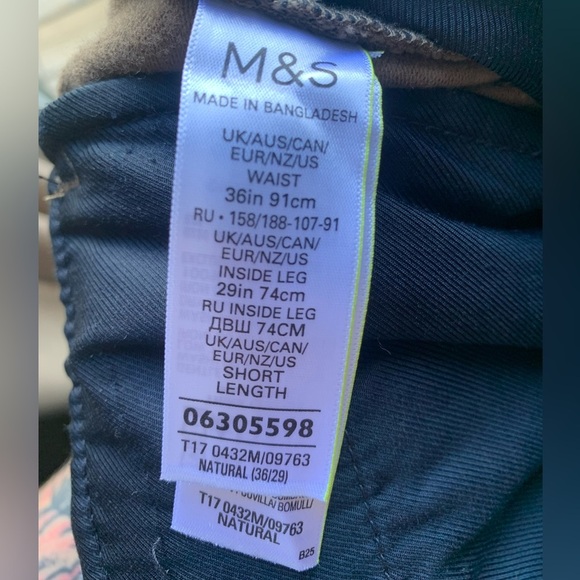 M&S
MADE IN BANGLADESH
UK/AUS/CAN/
EUR/NZ/US
WAIST
36in 91cm
RU • 158/188-107-91
UK/AUS/CAN/
EUR/NZ/US
INSIDE LEG
29in 74cm
RU INSIDE LEG
ДВШ 74CM
UK/AUS/CAN/
EUR/NZ/US
SHORT
LENGTH
06305598
T17 0432M/09763
NATURAL (36/29)
BOMULL
T17 0432M/09763
NATURAL
B25